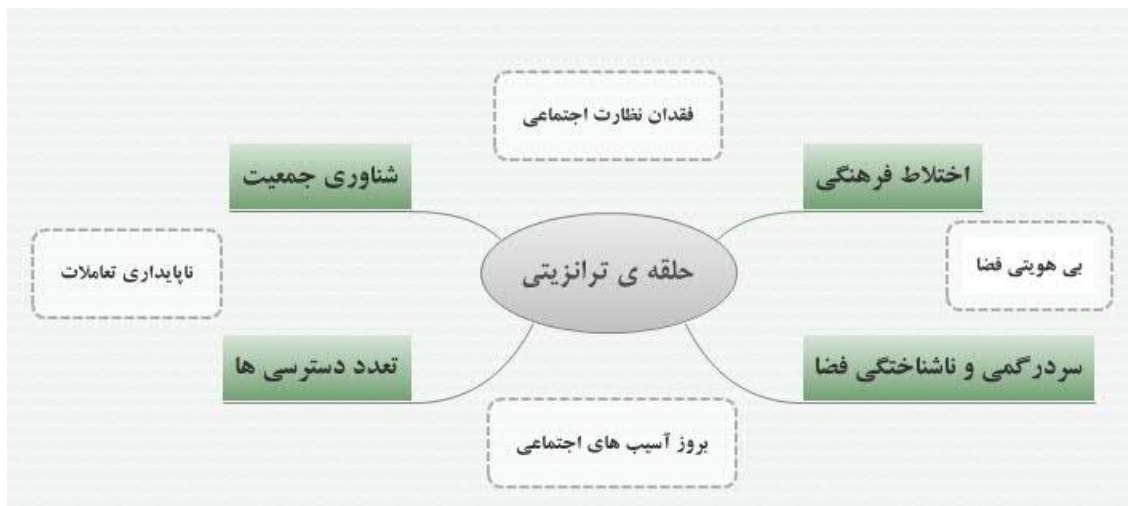 فقدان نظارت اجتماعی
اختلاط فرهنگی
شناوری جمعیت
بی هویتی فضا
حلقه ی ترانزیتی
ناپایداری تعاملات
سردرگمی و ناشناختگی فضا
تعدد دسترسی ها
بروز آسیب های اجتماعی